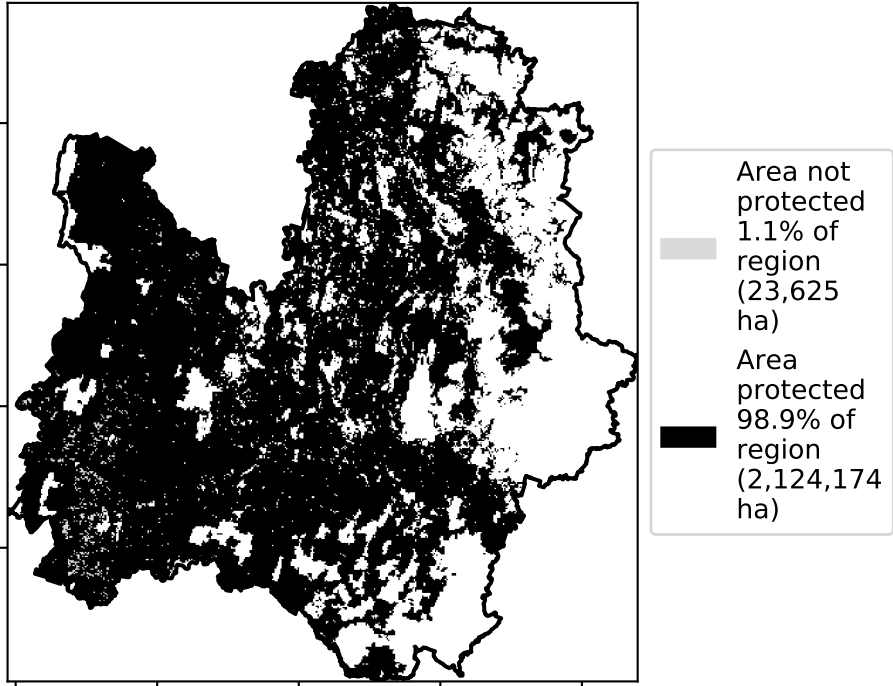 Area not
protected
1.1% of
region
(23,625
ha)
Area
protected
98.9% of
region
(2,124,174
ha)